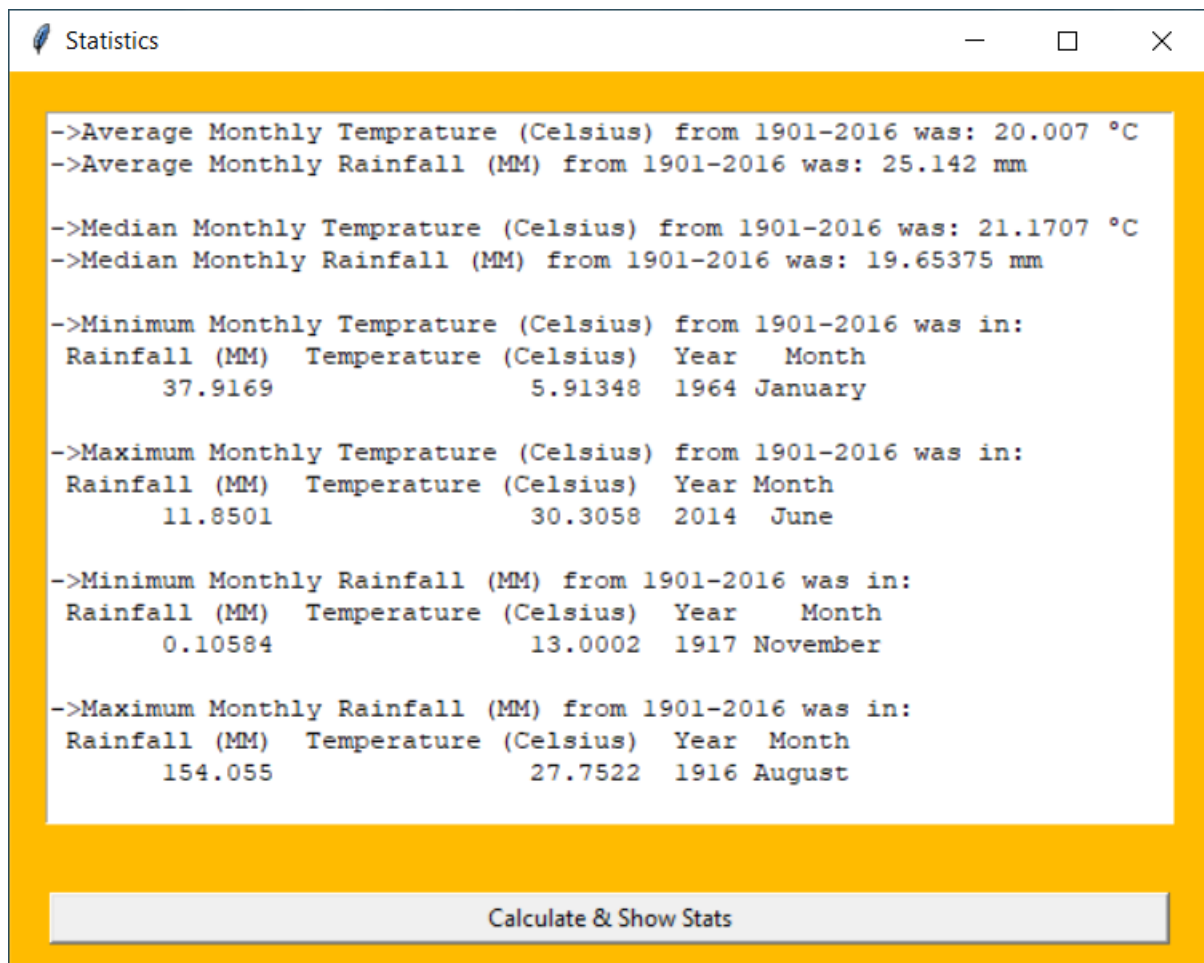 Statistics
->Average Monthly Temprature (Celsius) from 1901-2016 was: 20.007 °C
->Average Monthly Rainfall (MM) from 1901-2016 was: 25.142 mm
->Median Monthly Temprature (Celsius) from 1901-2016 was: 21.1707 °C
->Median Monthly Rainfall (MM) from 1901-2016 was: 19.65375 mm
->Minimum Monthly Temprature (Celsius) from 1901-2016 was in:
Rainfall (MM) Temperature (Celsius) Year Month
37.9169 5.91348 1964 January
->Maximum Monthly Temprature (Celsius) from 1901-2016 was in:
Rainfall (MM) Temperature (Celsius) Year Month
11.8501 30.3058 2014 June
->Minimum Monthly Rainfall (MM) from 1901-2016 was in:
Rainfall (MM) Temperature (Celsius) Year Month
0.10584 13.0002 1917 November
->Maximum Monthly Rainfall (MM) from 1901-2016 was in:
Rainfall (MM) Temperature (Celsius) Year Month
154.055 27.7522 1916 August
Calculate & Show Stats